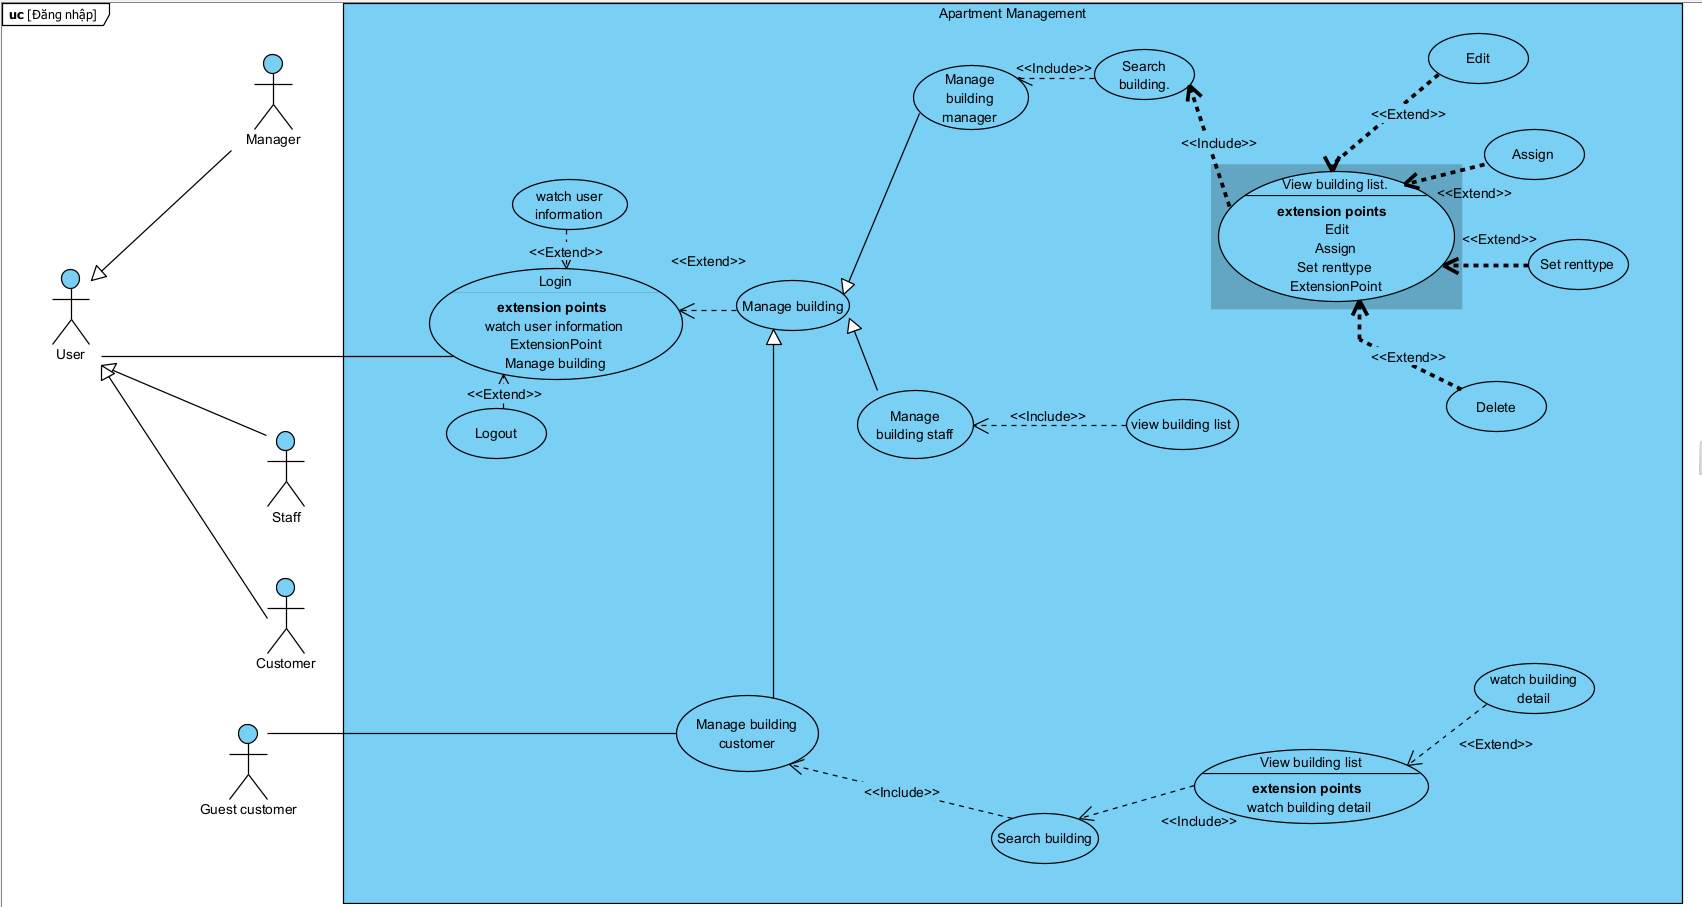 uc [Đăng nhập]
Apartment Management
Manager
User
Staff
Customer
Guest customer
watch user
information
<<Extend>>
Login
extension points
watch user information
ExtensionPoint
Manage building
<<Extend>>
Logout
<<Extend>>
Manage building
Manage
building
manager
<<Include>>
Search
building.
<<Include>>
View building list.
extension points
Edit
Assign
Set renttype
ExtensionPoint
Edit
<<Extend>>
Assign
<<Extend>>
<<Extend>>
Set renttype
<<Extend>>
Delete
Manage
building staff
<<Include>>
view building list
Manage building
customer
<<Include>>
Search building
<<Include>>
View building list
extension points
watch building detail
<<Extend>>
watch building
detail